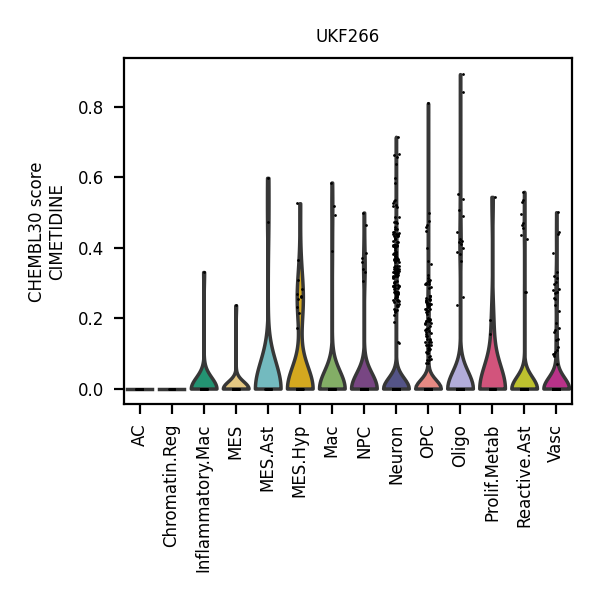 UKF266
CHEMBL30 score
CIMETIDINE
0.8
0.6
0.4
0.2
0.0
AC
Chromatin.Reg
Inflammatory.Mac
MES
MES.Ast
MES.Hyp
Mac
NPC
Neuron
OPC
Oligo
Prolif.Metab
Reactive.Ast
Vasc